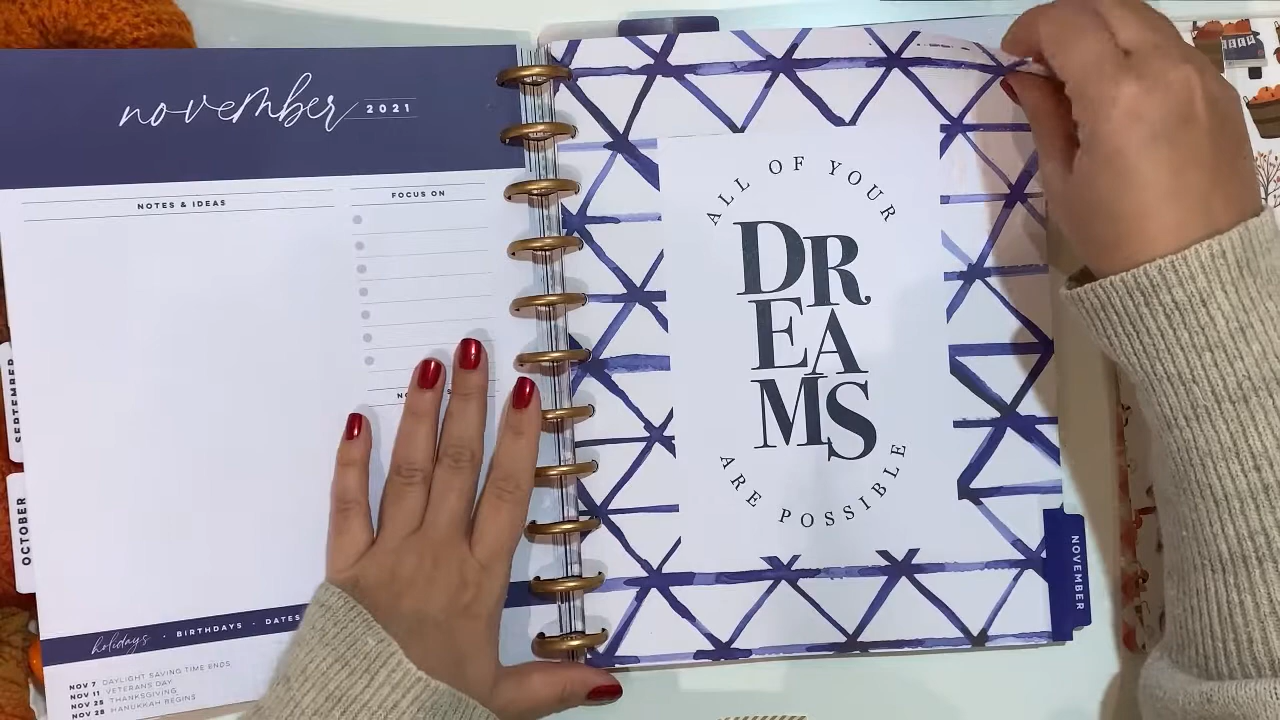 november 2021
NOTES & IDEAS
FOCUS ON
SEPTEMBER
OCTOBER
holidays · BIRTHDAYS · DATES
NOV 7 DAYLIGHT SAVING TIME ENDS
NOV 11 VETERANS DAY
NOV 25 THANKSGIVING
NOV 28 HANUKKAH BEGINS
ALL OF YOUR
DR
EA
MS
ARE POSSIBLE
NOVEMBER